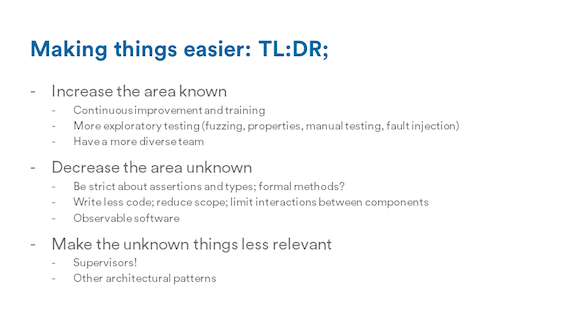 Making things easier: TL:DR;
- Increase the area known
- Continuous improvement and training
- More exploratory testing (fuzzing, properties, manual testing, fault injection)
- Have a more diverse team
- Decrease the area unknown
- Be strict about assertions and types; formal methods?
- Write less code; reduce scope; limit interactions between components
- Observable software
- Make the unknown things less relevant
- Supervisors!
- Other architectural patterns